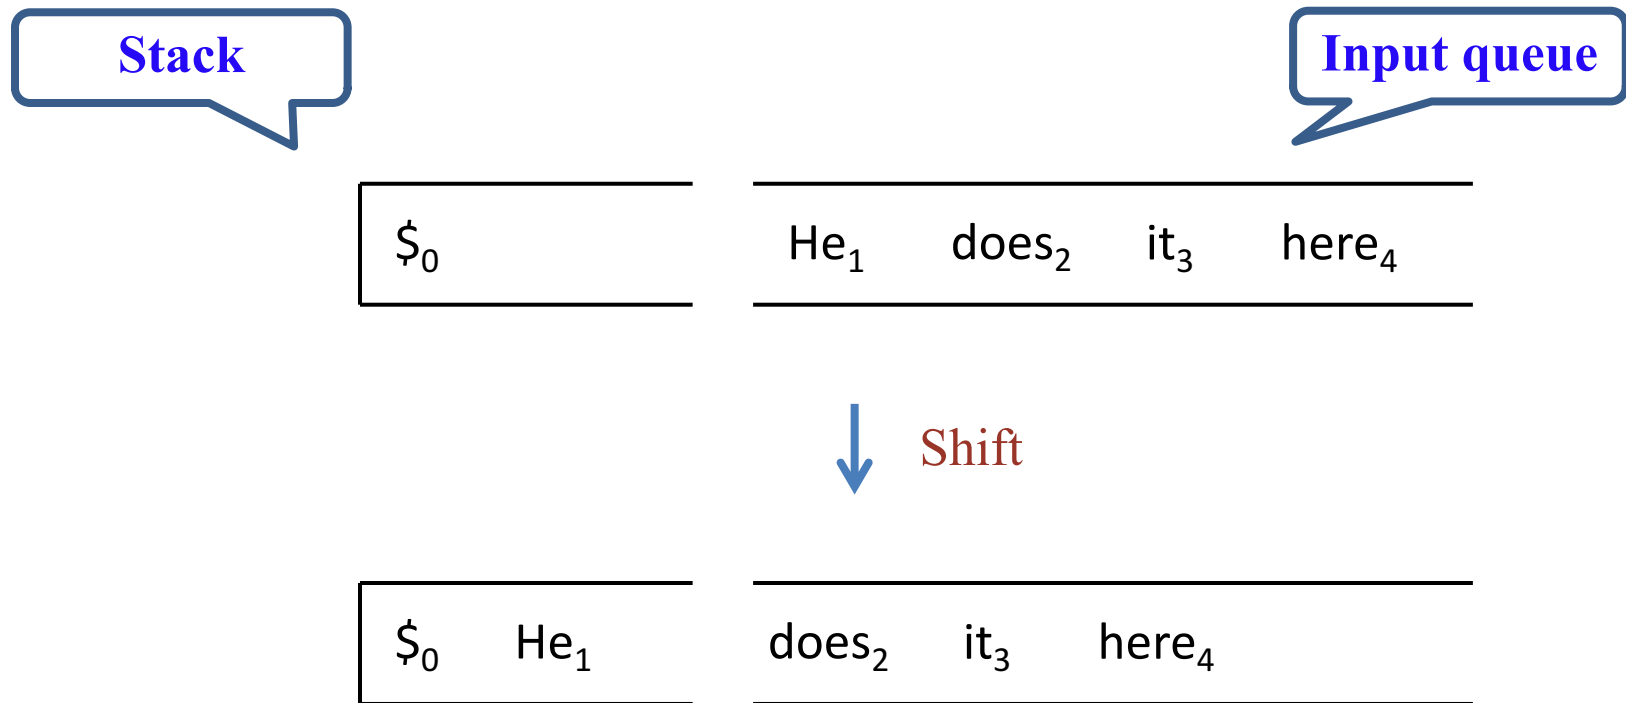 Stack
Input queue
$₀ He₁ does₂ it₃ here₄
Shift
$₀ He₁ does₂ it₃ here₄